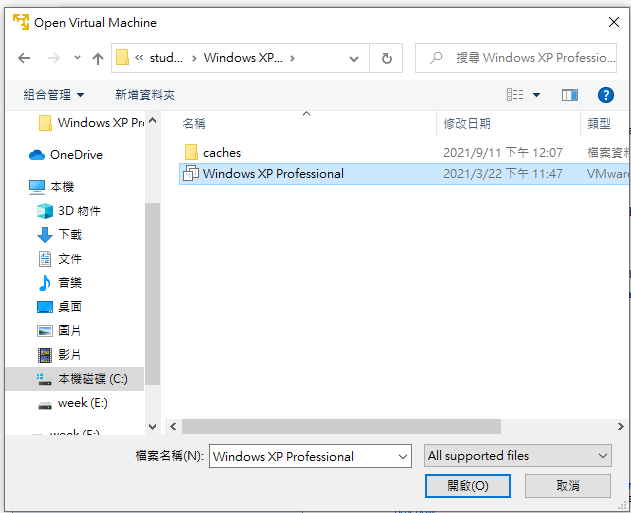 Open Virtual Machine
stud... Windows XP... 搜尋 Windows XP Professio...
組合管理 新增資料夾
Windows XP Pr
OneDrive
本機
3D 物件
下載
文件
音樂
桌面
圖片
影片
本機磁碟 (C:)
week (E:)
week (E:)
名稱 修改日期 類型
caches 2021/9/11 下午 12:07 檔案資料
Windows XP Professional 2021/3/22 下午 11:47 VMware
檔案名稱(N): Windows XP Professional All supported files
開啟(O) 取消